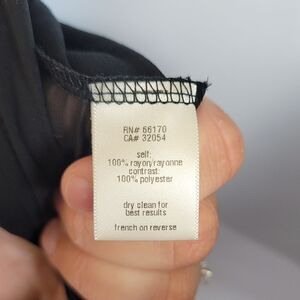 RN# 66170
CA# 32054
self:
100% rayon/rayonne
contrast:
100% polyester
dry clean for
best results
french on reverse